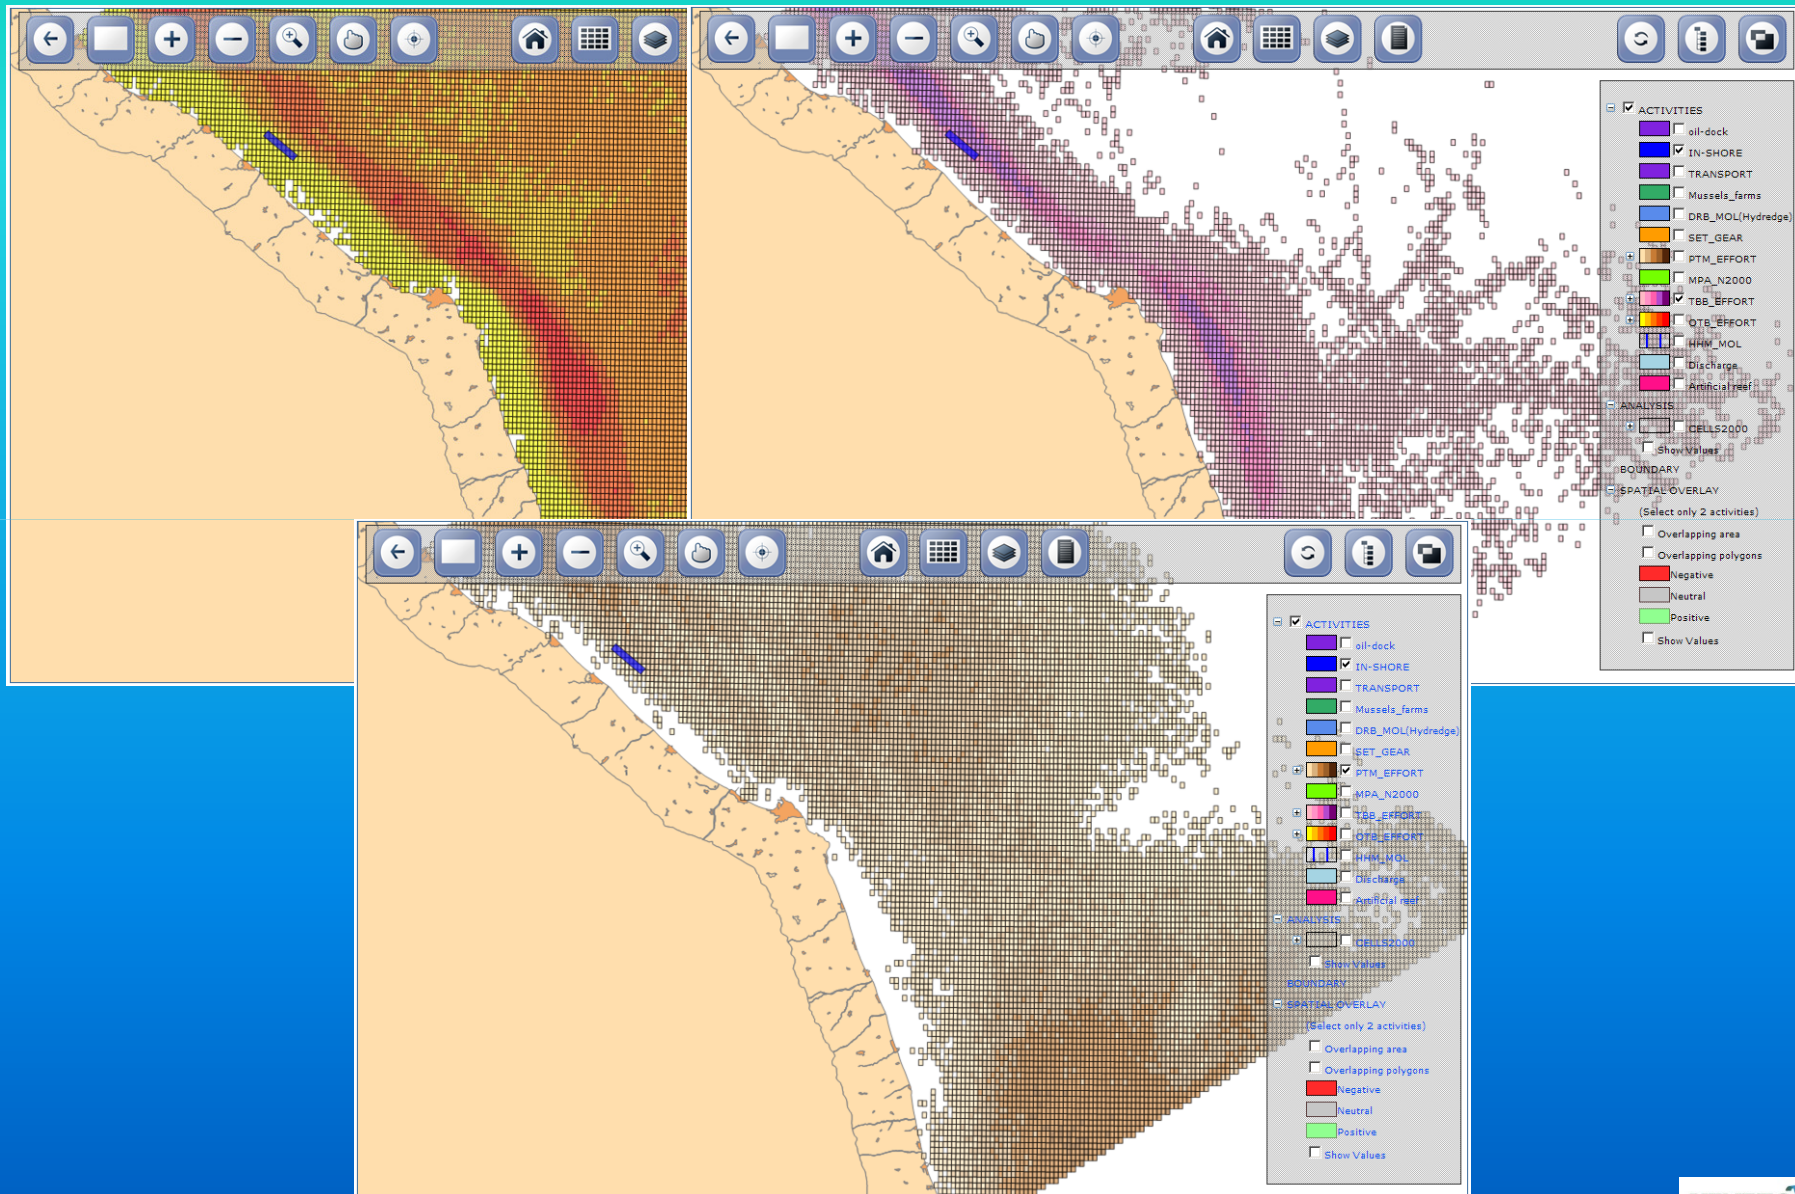 ACTIVITIES
oil-dock
IN-SHORE
TRANSPORT
Mussels_farms
DRB_MOL(Hydredge)
SET_GEAR
PTM_EFFORT
MPA_N2000
TBB_EFFORT
OTB_EFFORT
HHM_MOL
Discharge
Artificial reef
ANALYSIS
CELLS2000
Show Values
BOUNDARY
SPATIAL OVERLAY
(Select only 2 activities)
Overlapping area
Overlapping polygons
Negative
Neutral
Positive
Show Values
ACTIVITIES
oil-dock
IN-SHORE
TRANSPORT
Mussels_farms
DRB_MOL(Hydredge)
SET_GEAR
PTM_EFFORT
MPA_N2000
TBB_EFFORT
OTB_EFFORT
HHM_MOL
Discharge
Artificial reef
ANALYSIS
CELLS2000
Show Values
BOUNDARY
SPATIAL OVERLAY
(Select only 2 activities)
Overlapping area
Overlapping polygons
Negative
Neutral
Positive
Show Values